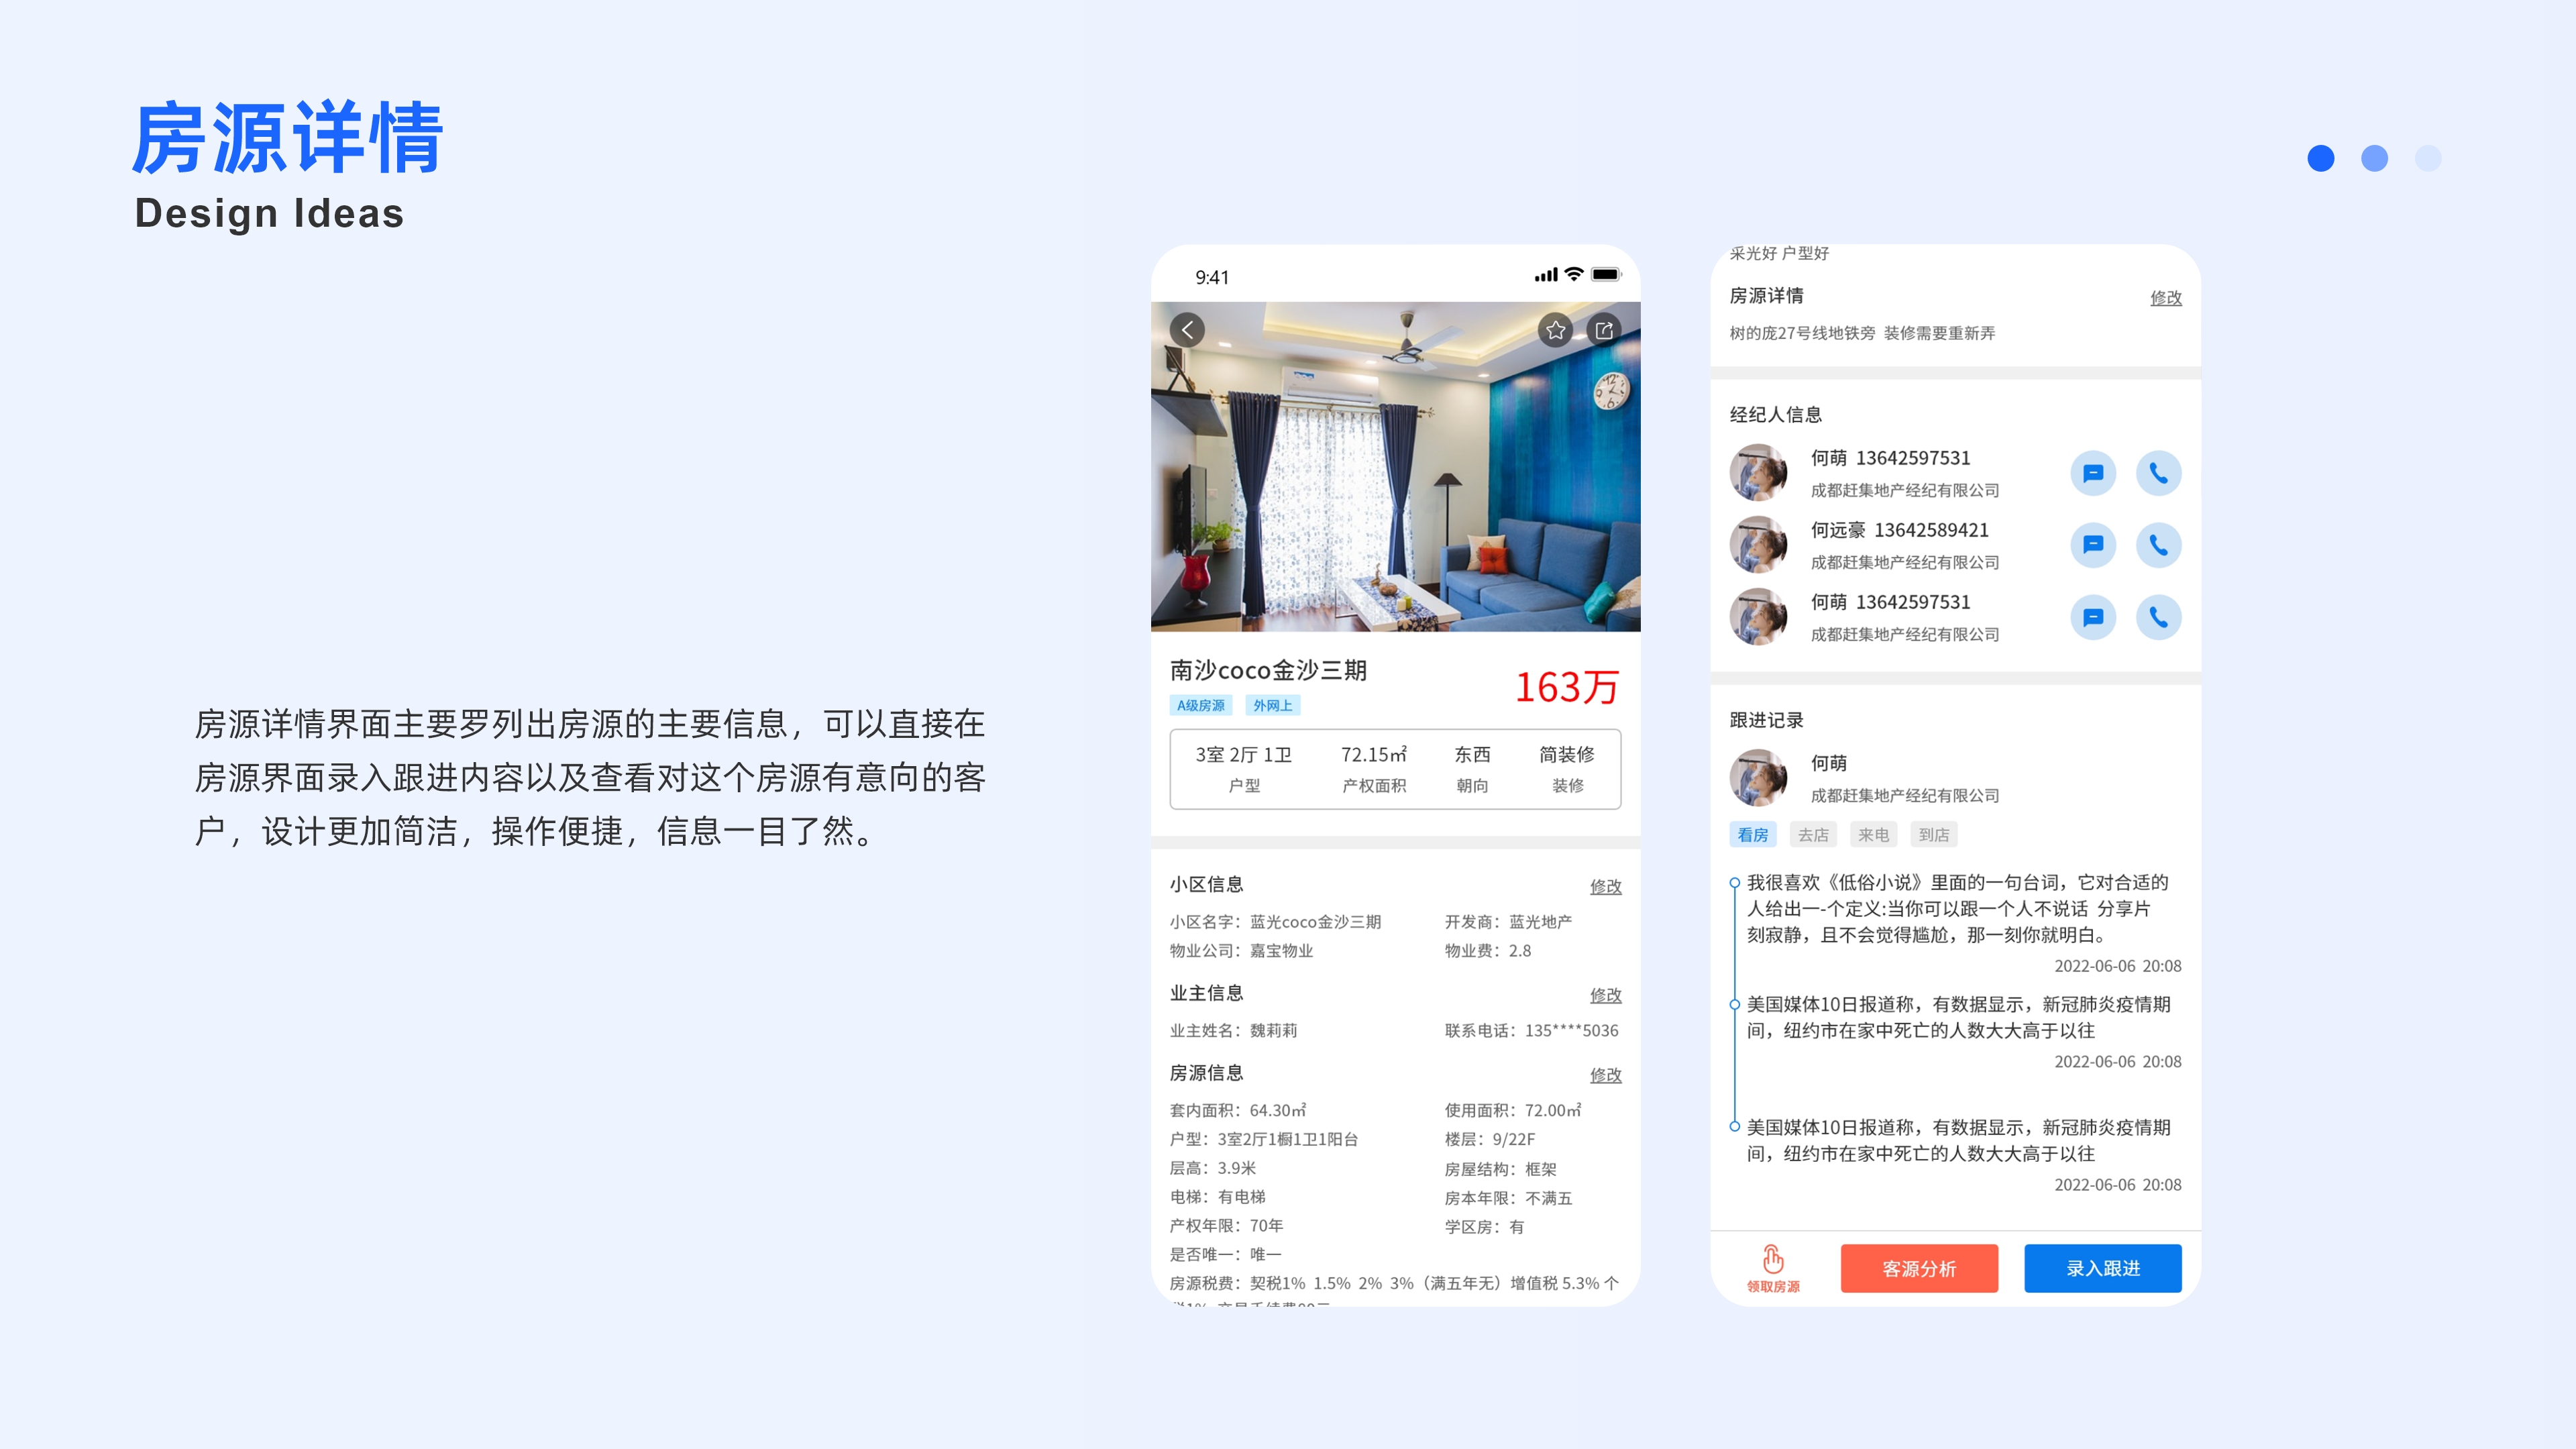 房源详情
Design Ideas
房源详情界面主要罗列出房源的主要信息，可以直接在
房源界面录入跟进内容以及查看对这个房源有意向的客
户，设计更加简洁，操作便捷，信息一目了然。
9:41
南沙coco金沙三期
163万
A级房源 外网上
3室 2厅 1卫 72.15㎡ 东西 简装修
户型 产权面积 朝向 装修
小区信息 修改
小区名字：蓝光coco金沙三期 开发商：蓝光地产
物业公司：嘉宝物业 物业费：2.8
业主信息 修改
业主姓名：魏莉莉 联系电话：135****5036
房源信息 修改
套内面积：64.30㎡ 使用面积：72.00㎡
户型：3室2厅1橱1卫1阳台 楼层：9/22F
层高：3.9米 房屋结构：框架
电梯：有电梯 房本年限：不满五
产权年限：70年 学区房：有
是否唯一：唯一
房源税费：契税1% 1.5% 2% 3%（满五年无）增值税 5.3% 个
采光好 户型好
房源详情 修改
树的庞27号线地铁旁 装修需要重新弄
经纪人信息
何萌 13642597531
成都赶集地产经纪有限公司
何远豪 13642589421
成都赶集地产经纪有限公司
何萌 13642597531
成都赶集地产经纪有限公司
跟进记录
何萌
成都赶集地产经纪有限公司
看房 去店 来电 到店
我很喜欢《低俗小说》里面的一句台词，它对合适的
人给出一-个定义:当你可以跟一个人不说话 分享片
刻寂静，且不会觉得尴尬，那一刻你就明白。
2022-06-06 20:08
美国媒体10日报道称，有数据显示，新冠肺炎疫情期
间，纽约市在家中死亡的人数大大高于以往
2022-06-06 20:08
美国媒体10日报道称，有数据显示，新冠肺炎疫情期
间，纽约市在家中死亡的人数大大高于以往
2022-06-06 20:08
领取房源 客源分析 录入跟进